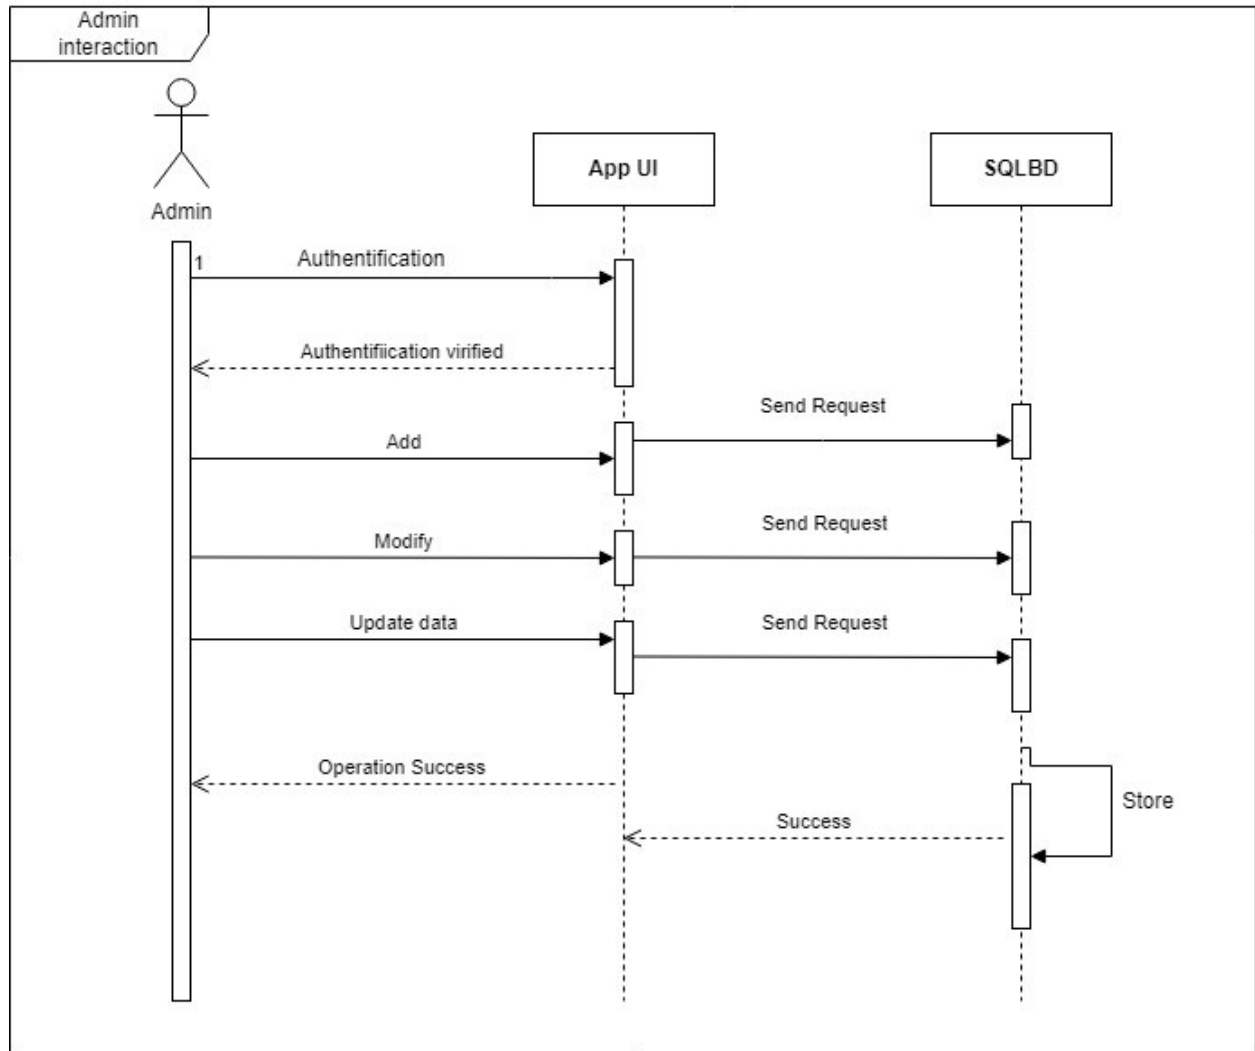 Admin
interaction
Admin
App UI
SQLBD
1
Authentification
Authentifiication virified
Send Request
Add
Send Request
Modify
Update data
Send Request
Operation Success
Store
Success